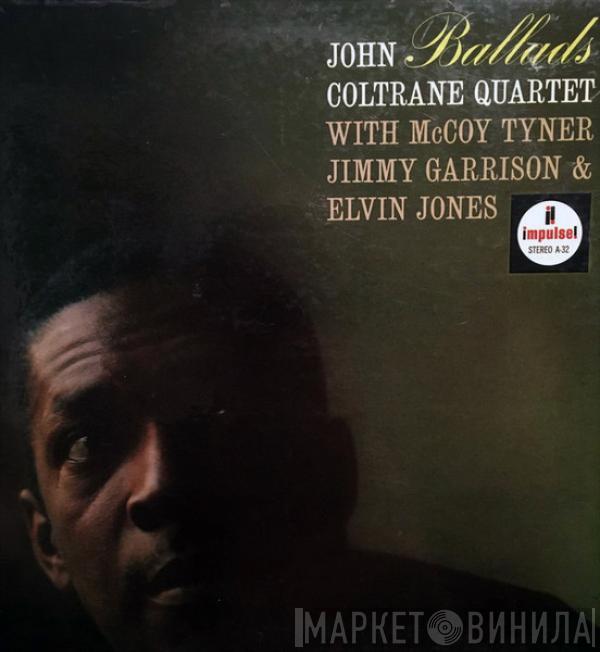 JOHN Ballads
COLTRANE QUARTET
WITH McCOY TYNER
JIMMY GARRISON &
ELVIN JONES
impulse!
STEREO A-32
МАРКЕТ ВИНИЛА